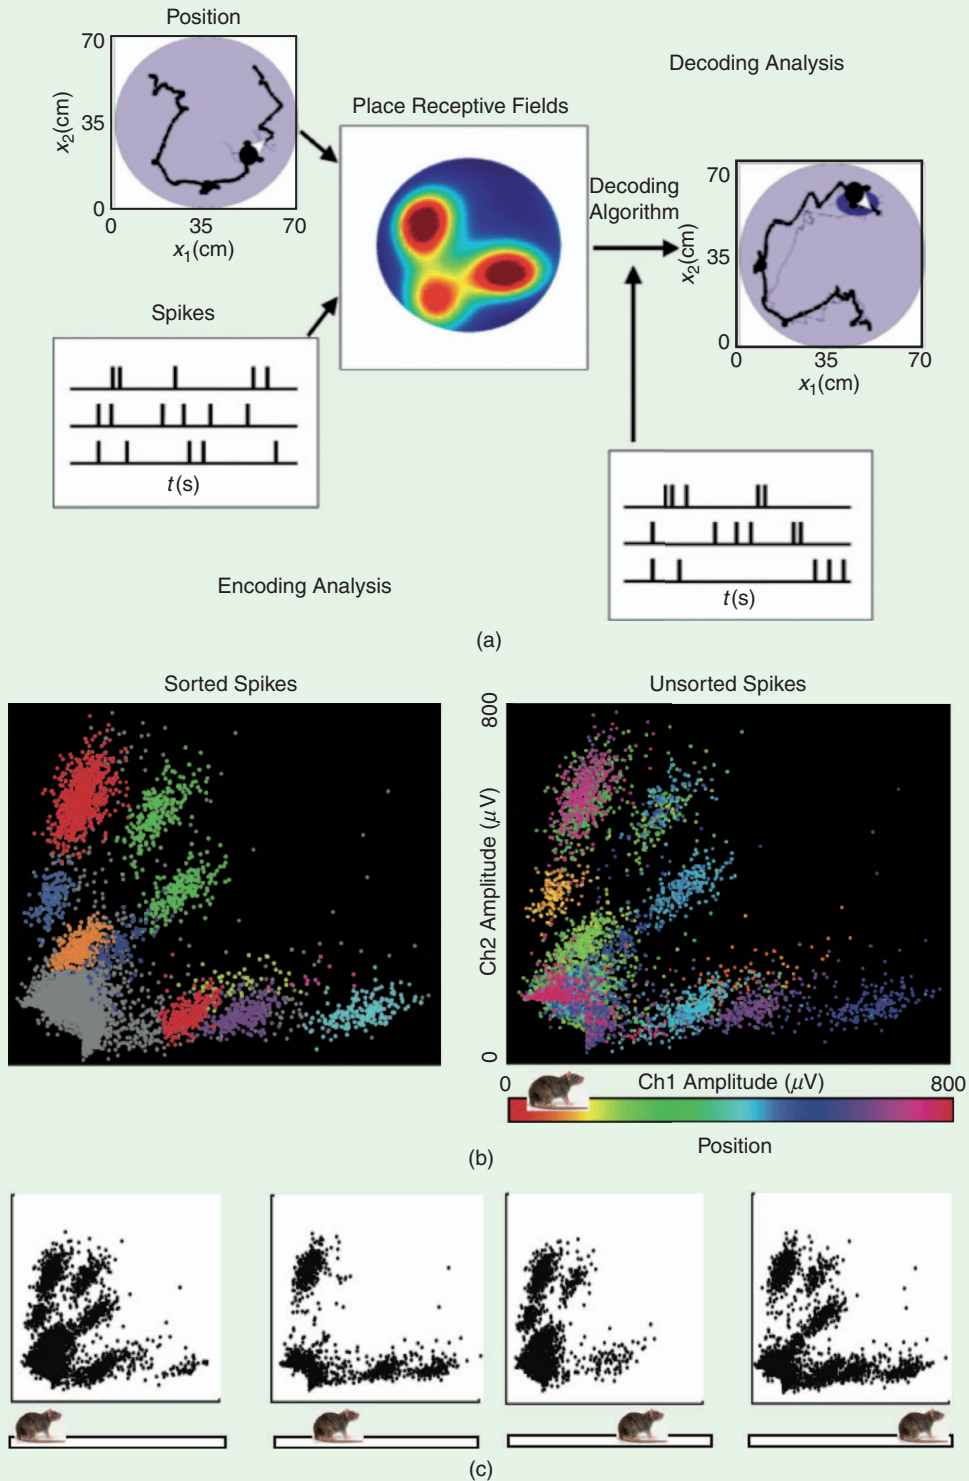 Position
70
35
0
x2(cm)
0 35 70
x1(cm)
Spikes
t(s)
Encoding Analysis
Place Receptive Fields
Decoding Analysis
Decoding
Algorithm
70
35
0
x2(cm)
0 35 70
x1(cm)
t(s)
(a)
Sorted Spikes
Unsorted Spikes
800
Ch2 Amplitude (μV)
0
0 Ch1 Amplitude (μV) 800
Position
(b)
(c)